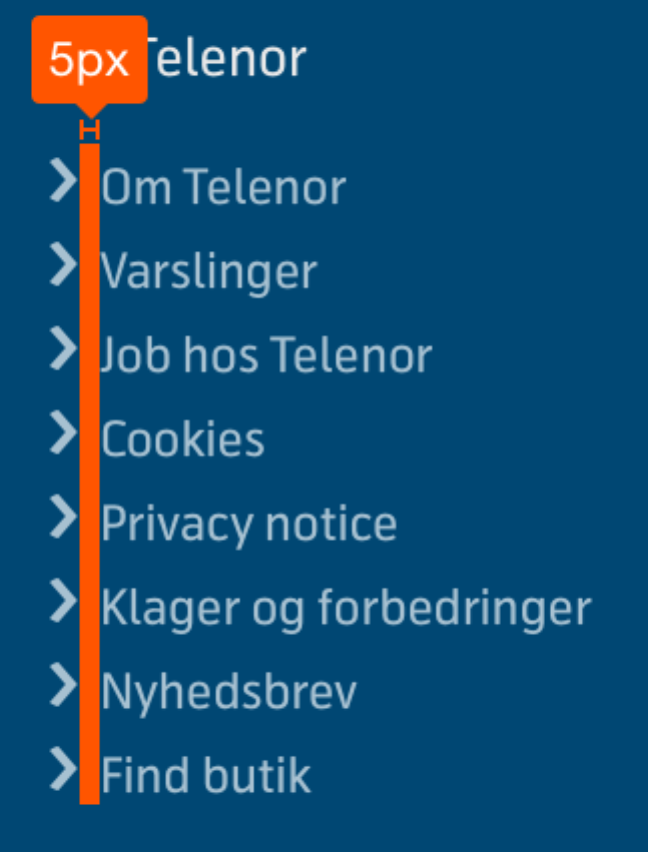 5px
Telenor
Om Telenor
Varslinger
Job hos Telenor
Cookies
Privacy notice
Klager og forbedringer
Nyhedsbrev
Find butik